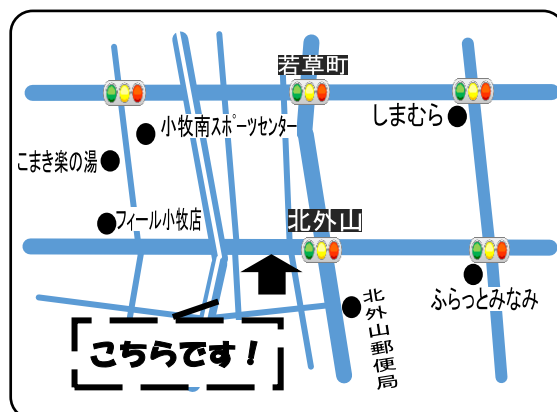 若草町
しまむら
小牧南スポーツセンター
こまき楽の湯
フィール小牧店
北外山
ふらっとみなみ
北外山郵便局
こちらです！